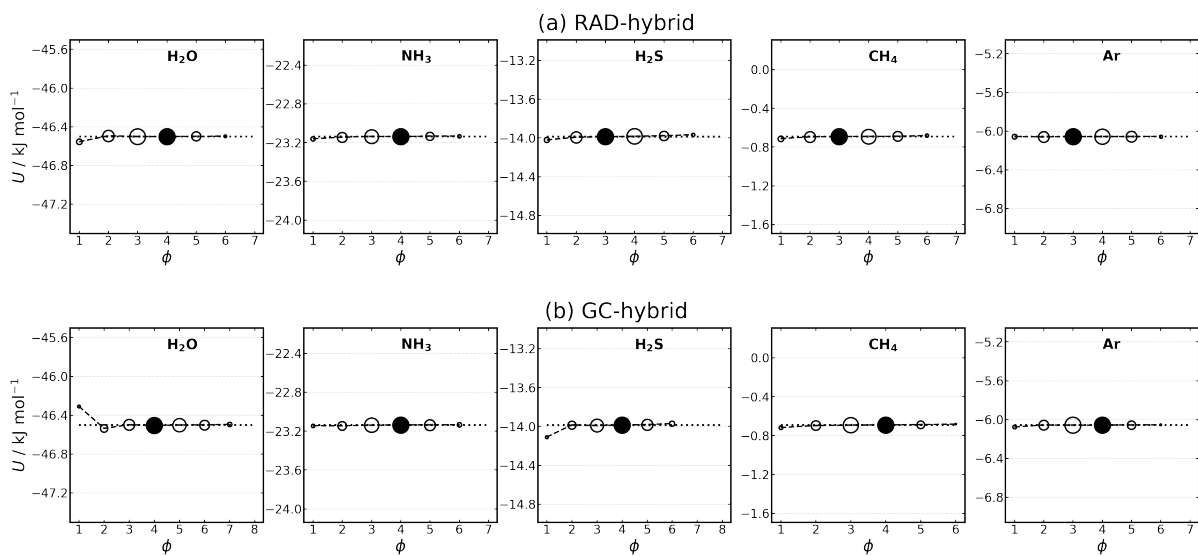 (a) RAD-hybrid
H₂O
NH₃
H₂S
CH₄
Ar
U / kJ mol⁻¹
−45.6
−46.0
−46.4
−46.8
−47.2
−22.4
−22.8
−23.2
−23.6
−24.0
−13.2
−13.6
−14.0
−14.4
−14.8
0.0
−0.4
−0.8
−1.2
−1.6
−5.2
−5.6
−6.0
−6.4
−6.8
1 2 3 4 5 6 7
1 2 3 4 5 6 7
1 2 3 4 5 6 7
1 2 3 4 5 6 7
1 2 3 4 5 6 7
ϕ ϕ ϕ ϕ ϕ
(b) GC-hybrid
H₂O
NH₃
H₂S
CH₄
Ar
U / kJ mol⁻¹
−45.6
−46.0
−46.4
−46.8
−47.2
−22.4
−22.8
−23.2
−23.6
−24.0
−13.2
−13.6
−14.0
−14.4
−14.8
0.0
−0.4
−0.8
−1.2
−1.6
−5.2
−5.6
−6.0
−6.4
−6.8
1 2 3 4 5 6 7 8
1 2 3 4 5 6 7
1 2 3 4 5 6 7 8
1 2 3 4 5 6
1 2 3 4 5 6 7
ϕ ϕ ϕ ϕ ϕ